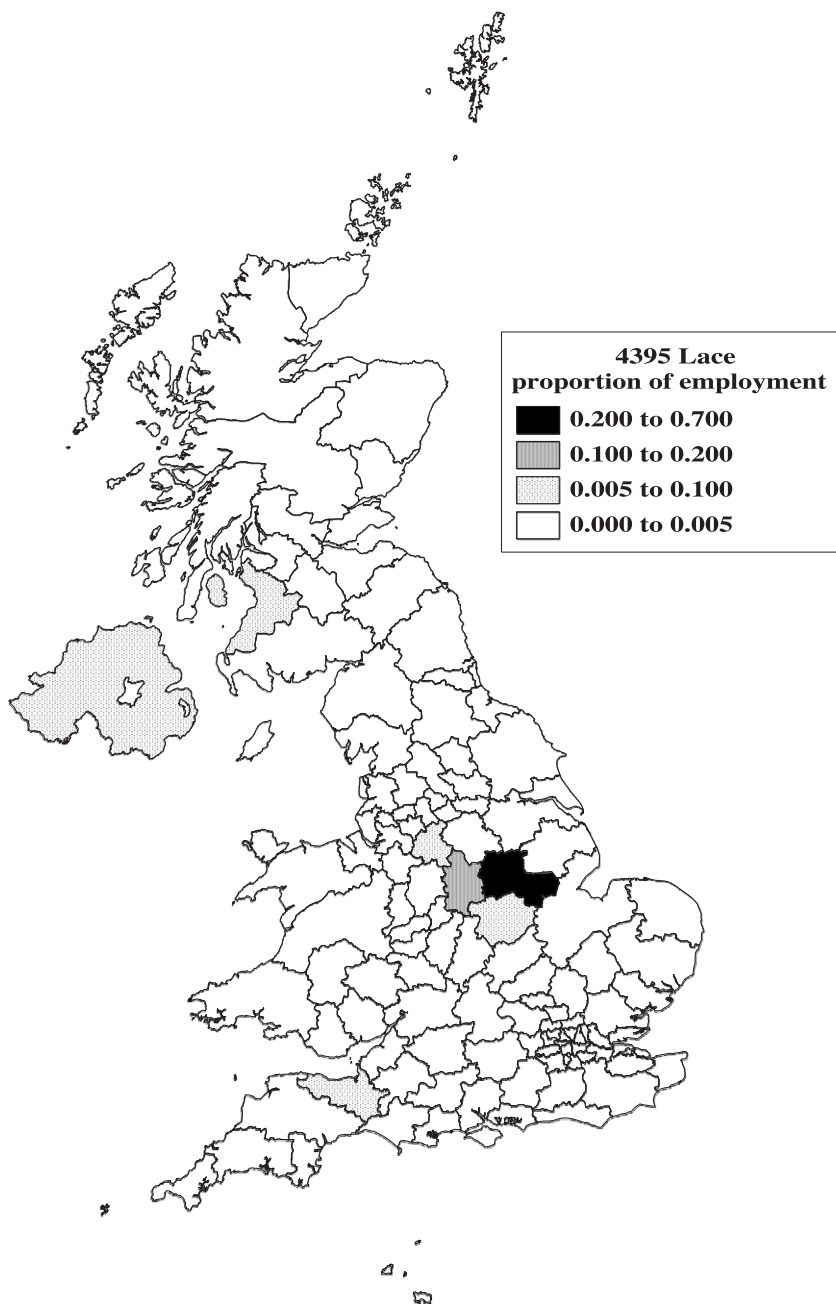 4395 Lace
proportion of employment
0.200 to 0.700
0.100 to 0.200
0.005 to 0.100
0.000 to 0.005